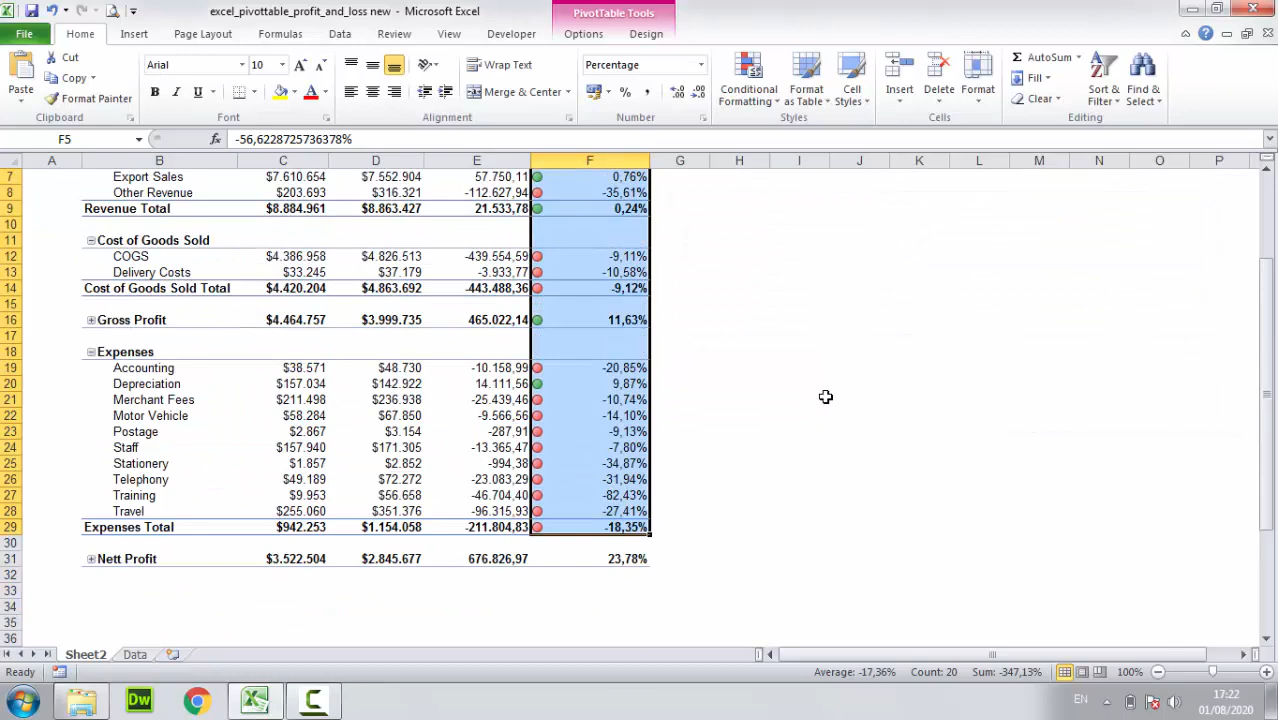 excel_pivottable_profit_and_loss new - Microsoft Excel
PivotTable Tools
File Home Insert Page Layout Formulas Data Review View Developer Options Design
Paste
Cut
Copy
Format Painter
Clipboard
Arial 10
B I U
Font
Wrap Text
Merge & Center
Alignment
Percentage
Number
Conditional Formatting
Format as Table
Cell Styles
Styles
Insert
Delete
Format
Cells
Σ AutoSum
Fill
Clear
Sort & Filter
Find & Select
Editing
F5 fx -56,6228725736378%
A B C D E F G H I J K L M N O P
7 Export Sales $7.610.654 $7.552.904 57.750,11 0,76%
8 Other Revenue $203.693 $316.321 -112.627,94 -35,61%
9 Revenue Total $8.884.961 $8.863.427 21.533,78 0,24%
10
11 Cost of Goods Sold
12 COGS $4.386.958 $4.826.513 -439.554,59 -9,11%
13 Delivery Costs $33.245 $37.179 -3.933,77 -10,58%
14 Cost of Goods Sold Total $4.420.204 $4.863.692 -443.488,36 -9,12%
15
16 Gross Profit $4.464.757 $3.999.735 465.022,14 11,63%
17
18 Expenses
19 Accounting $38.571 $48.730 -10.158,99 -20,85%
20 Depreciation $157.034 $142.922 14.111,56 9,87%
21 Merchant Fees $211.498 $236.938 -25.439,46 -10,74%
22 Motor Vehicle $58.284 $67.850 -9.566,56 -14,10%
23 Postage $2.867 $3.154 -287,91 -9,13%
24 Staff $157.940 $171.305 -13.365,47 -7,80%
25 Stationery $1.857 $2.852 -994,38 -34,87%
26 Telephony $49.189 $72.272 -23.083,29 -31,94%
27 Training $9.953 $56.658 -46.704,40 -82,43%
28 Travel $255.060 $351.376 -96.315,93 -27,41%
29 Expenses Total $942.253 $1.154.058 -211.804,83 -18,35%
30
31 Nett Profit $3.522.504 $2.845.677 676.826,97 23,78%
32
33
34
35
36
Sheet2 Data
Ready Average: -17,36% Count: 20 Sum: -347,13% 100%
Dw EN 17:22
01/08/2020